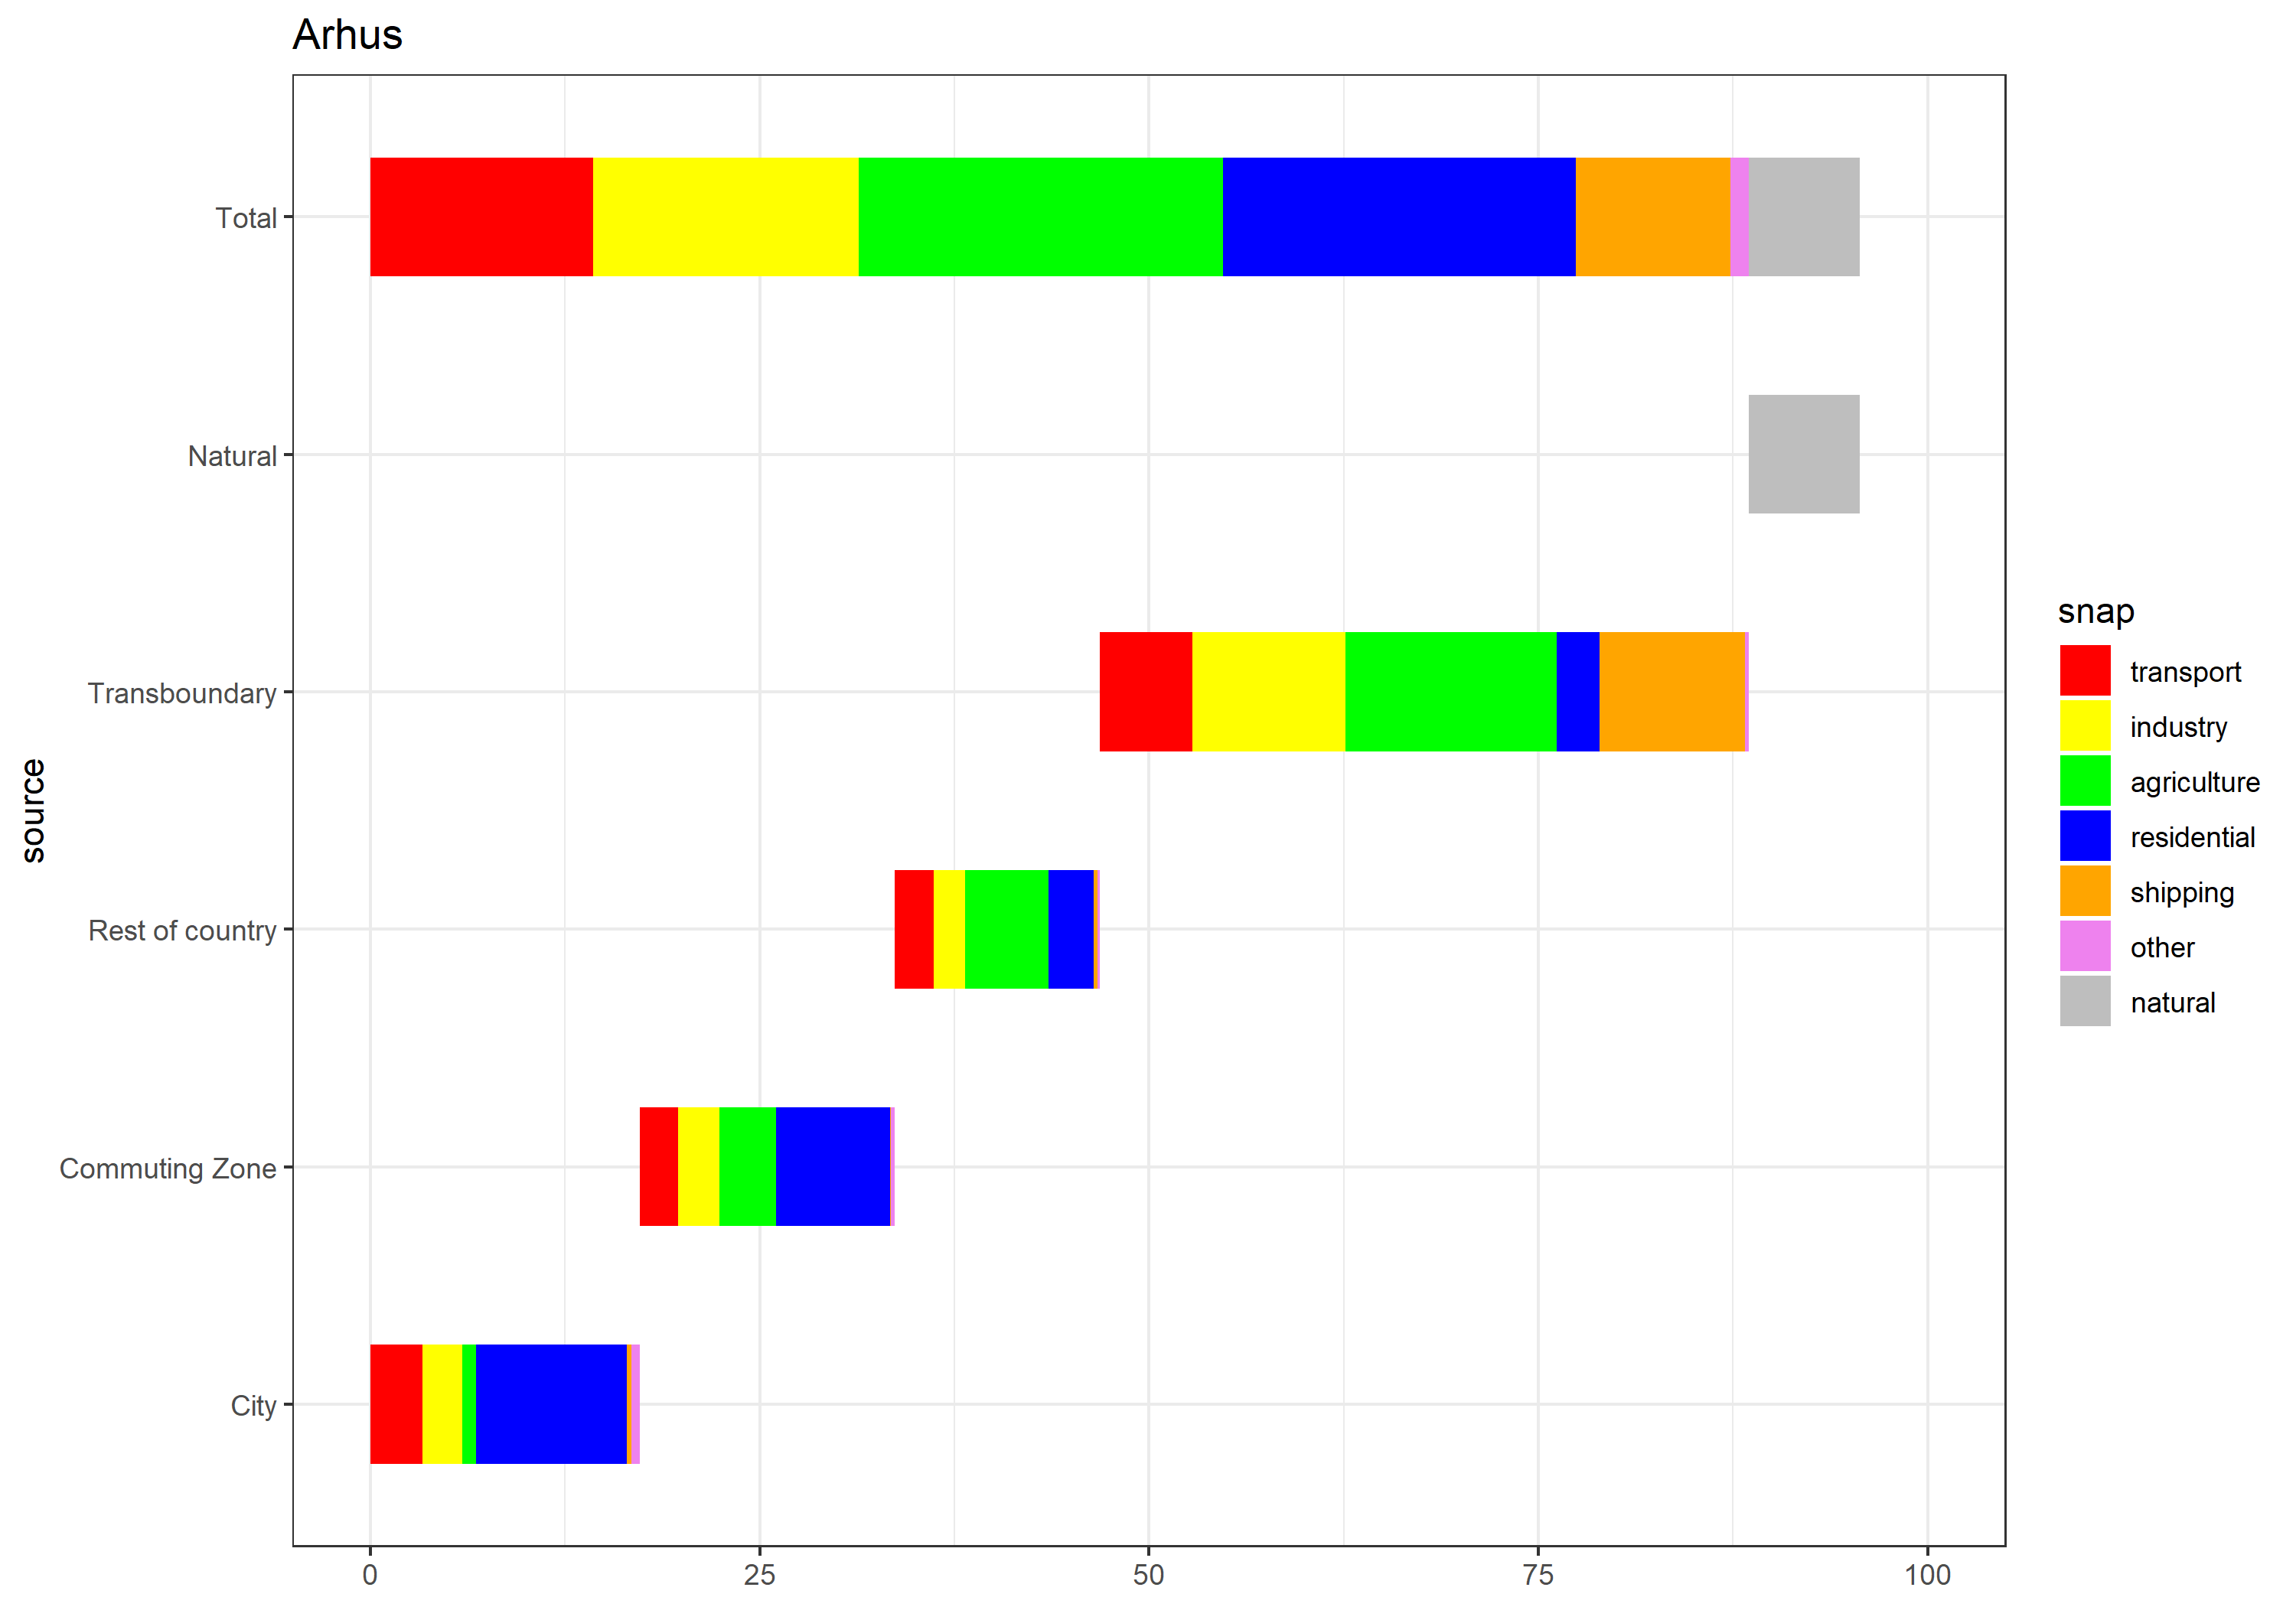 Arhus
Total
Natural
Transboundary
Rest of country
Commuting Zone
City
source
0 25 50 75 100
snap
transport
industry
agriculture
residential
shipping
other
natural